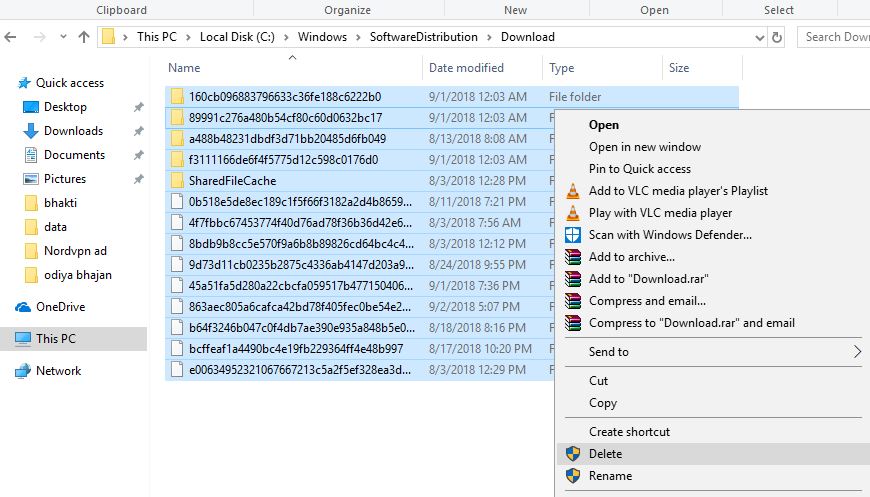 Clipboard Organize New Open Select
This PC Local Disk (C:) Windows SoftwareDistribution Download Search Dow
Name Date modified Type Size
Quick access
Desktop
Downloads
Documents
Pictures
bhakti
data
Nordvpn ad
odiya bhajan
OneDrive
This PC
Network
160cb096883796633c36fe188c6222b0 9/1/2018 12:03 AM File folder
89991c276a480b54cf80c60d0632bc17 9/1/2018 12:03 AM F
a488b48231dbdf3d71bb20485d6fb049 8/13/2018 8:08 AM F
f3111166de6f4f5775d12c598c0176d0 9/1/2018 12:03 AM F
SharedFileCache 8/3/2018 12:28 PM F
0b518e5de8ec189c1f5f66f3182a2d4b8659... 8/11/2018 7:21 PM F
4f7fbbc67453774f40d76ad78f36b36d42e6... 8/3/2018 7:56 AM F
8bdb9b8cc5e570f9a6b8b89826cd64bc4c4... 8/3/2018 12:12 PM F
9d73d11cb0235b2875c4336ab4147d203a9... 8/24/2018 9:55 PM F
45a51fa5d280a22cbcfa059517b477150406... 9/1/2018 7:36 PM F
863aec805a6cafca42bd78f405fec0be54e2... 9/2/2018 5:07 PM F
b64f3246b047c0f4db7ae390e935a848b5e0... 8/18/2018 8:16 PM F
bcffeaf1a4490bc4e19fb229364ff4e48b997 8/17/2018 10:20 PM F
e00634952321067667213c5a2f5ef328ea3d... 8/3/2018 12:29 PM F
Open
Open in new window
Pin to Quick access
Add to VLC media player's Playlist
Play with VLC media player
Scan with Windows Defender...
Add to archive...
Add to "Download.rar"
Compress and email...
Compress to "Download.rar" and email
Send to
Cut
Copy
Create shortcut
Delete
Rename